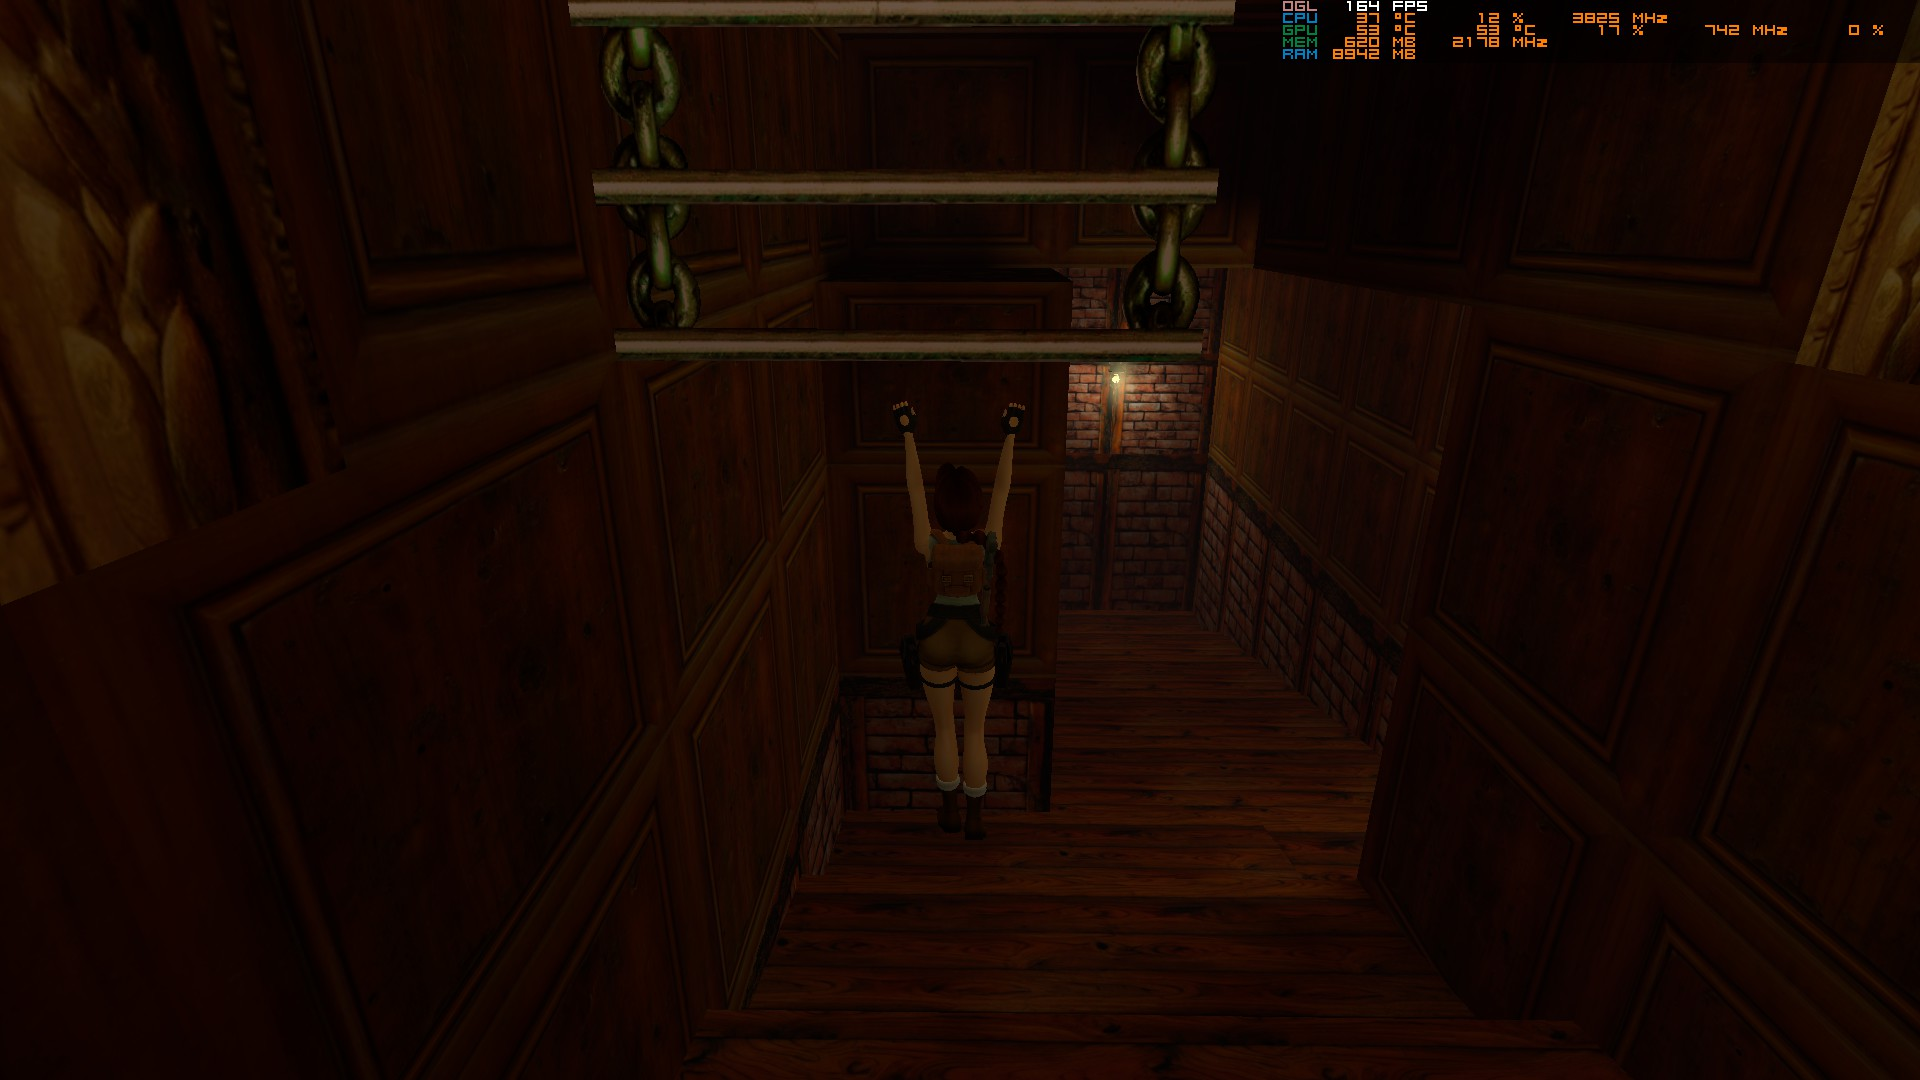 OGL 164 FPS
CPU 37 °C 12 % 3825 MHz
GPU 53 °C 53 °C 17 % 742 MHz 0 %
MEM 620 MB 2178 MHz
RAM 8942 MB